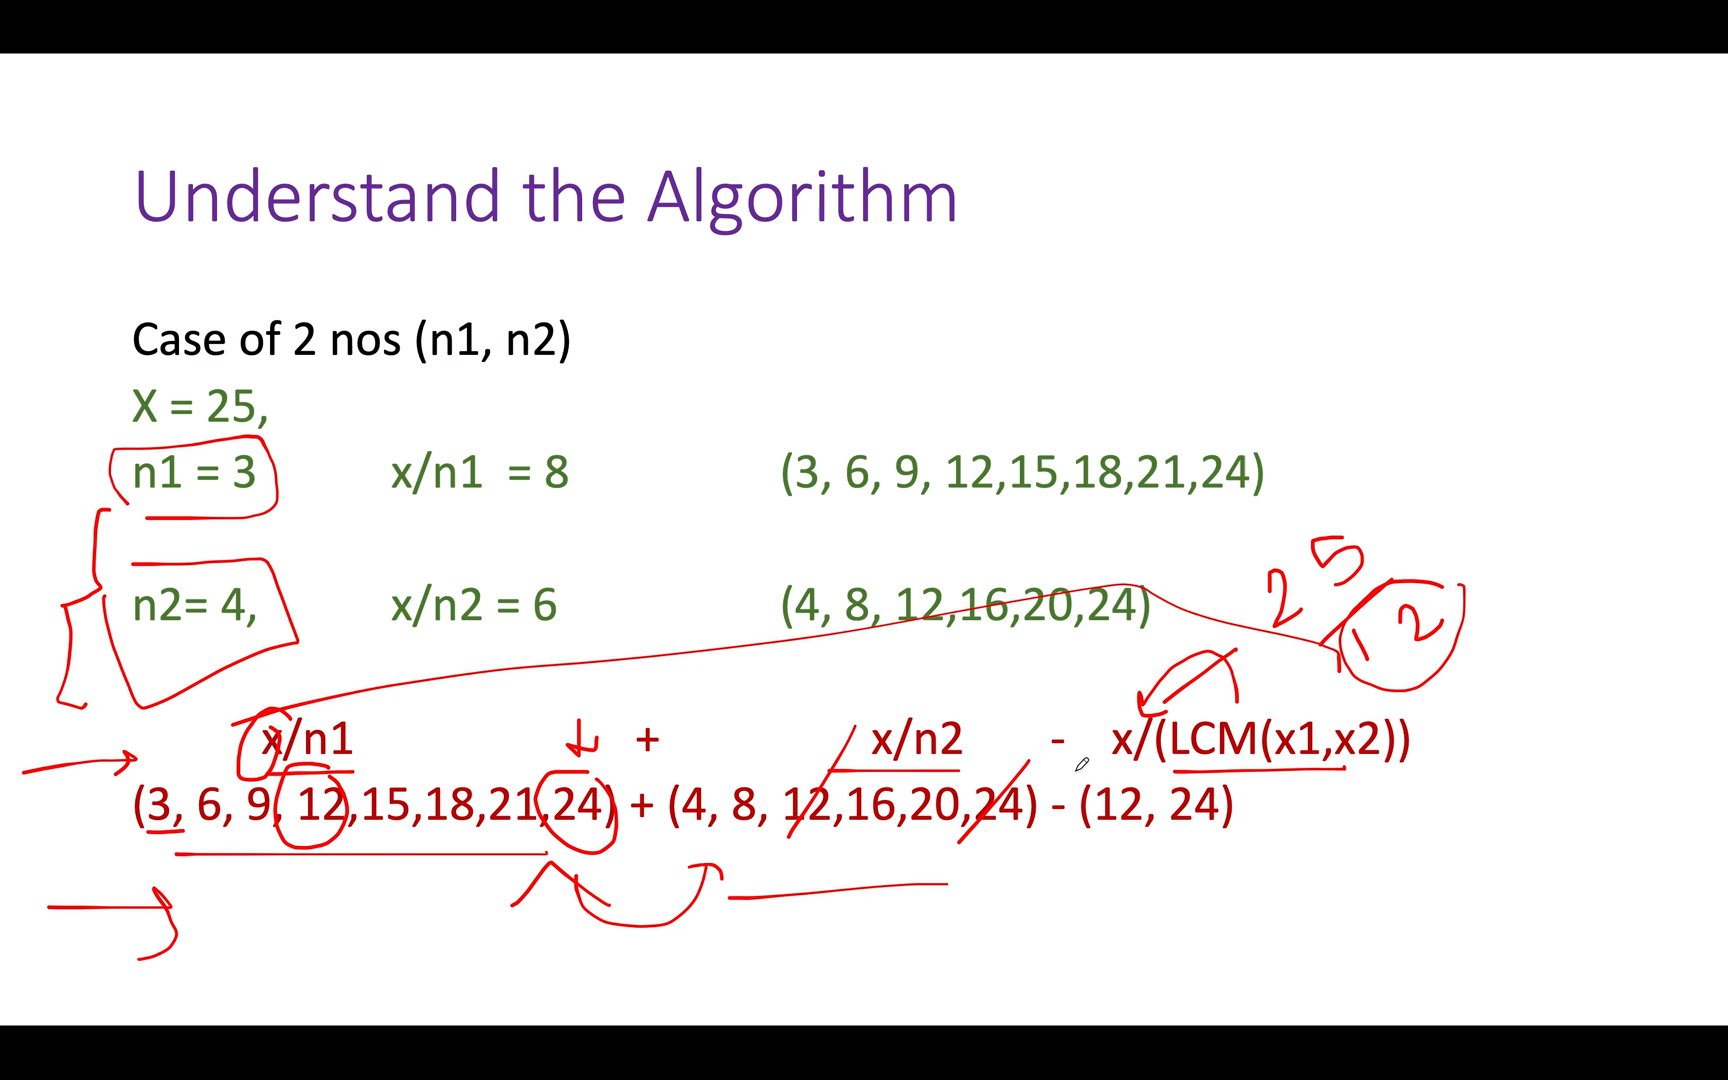 Understand the Algorithm
Case of 2 nos (n1, n2)
X = 25,
n1 = 3 x/n1 = 8 (3, 6, 9, 12,15,18,21,24)
n2= 4, x/n2 = 6 (4, 8, 12,16,20,24)
25/12
x/n1 + x/n2 - x/(LCM(x1,x2))
(3, 6, 9, 12,15,18,21,24) + (4, 8, 12,16,20,24) - (12, 24)